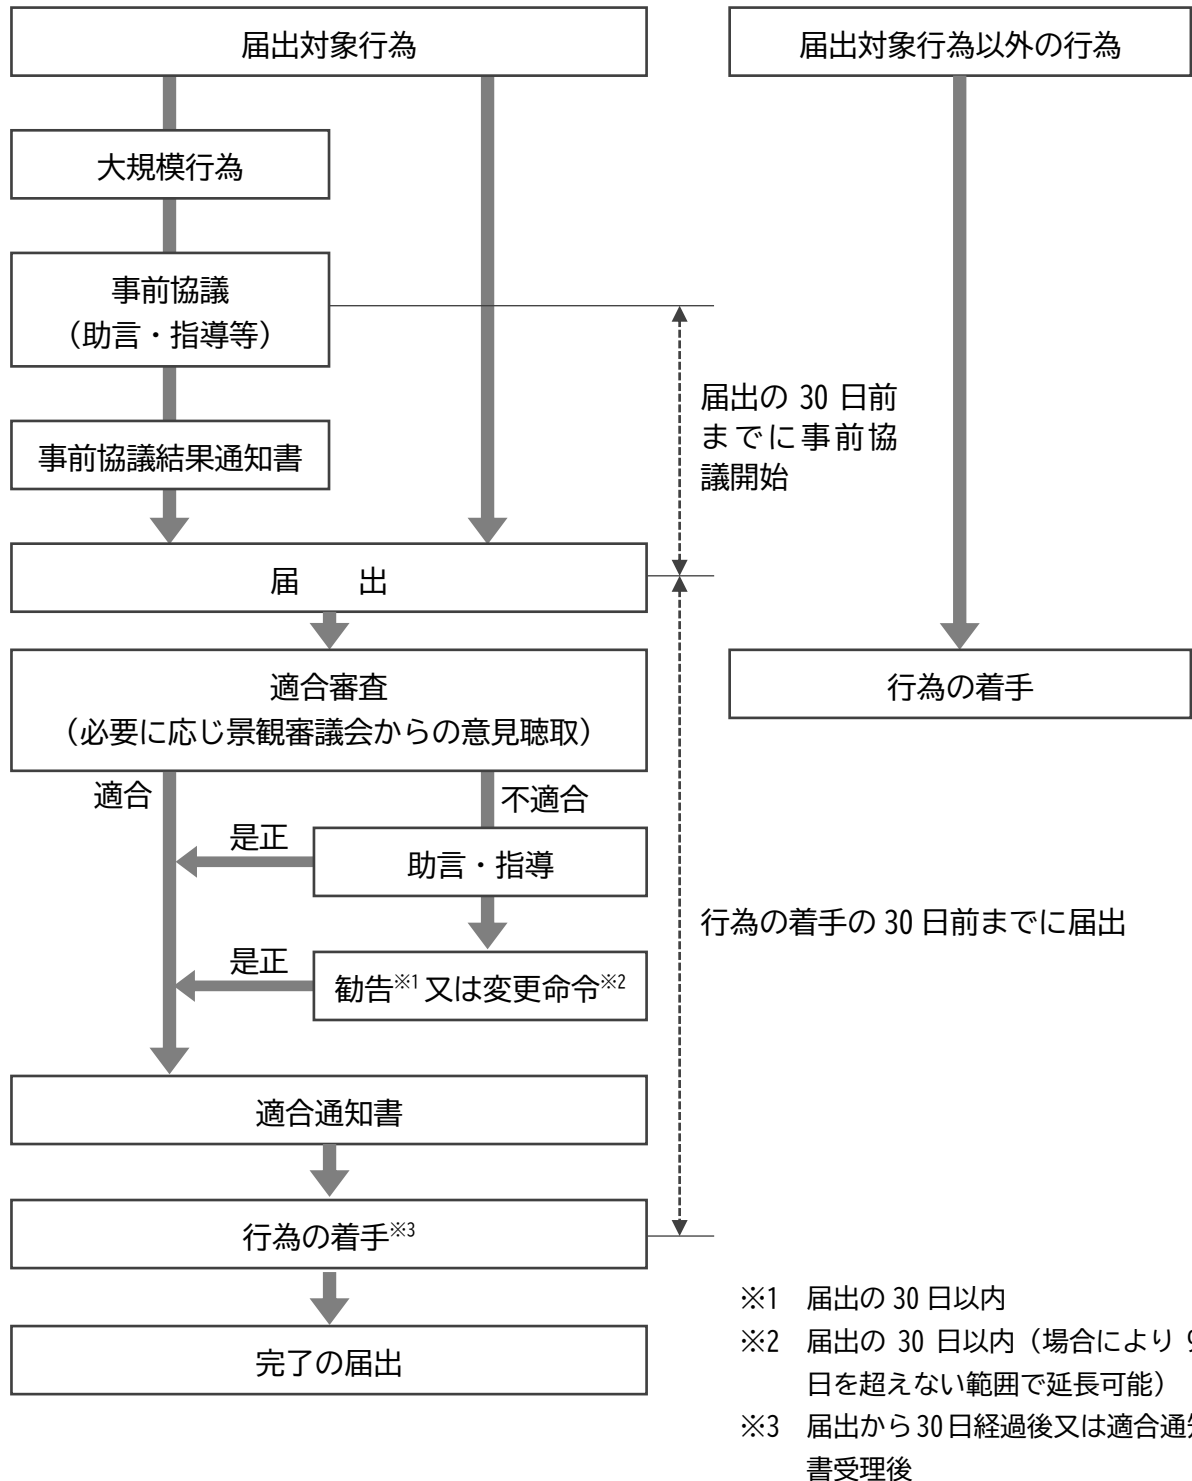 届出対象行為
届出対象行為以外の行為
大規模行為
事前協議
（助言・指導等）
届出の 30 日前
までに事前協
議開始
事前協議結果通知書
届　　出
適合審査
（必要に応じ景観審議会からの意見聴取）
行為の着手
適合
不適合
是正
助言・指導
行為の着手の 30 日前までに届出
是正
勧告※1 又は変更命令※2
適合通知書
行為の着手※3
完了の届出
※1　届出の 30 日以内
※2　届出の 30 日以内（場合により
日を超えない範囲で延長可能）
※3　届出から 30 日経過後又は適合通
書受理後